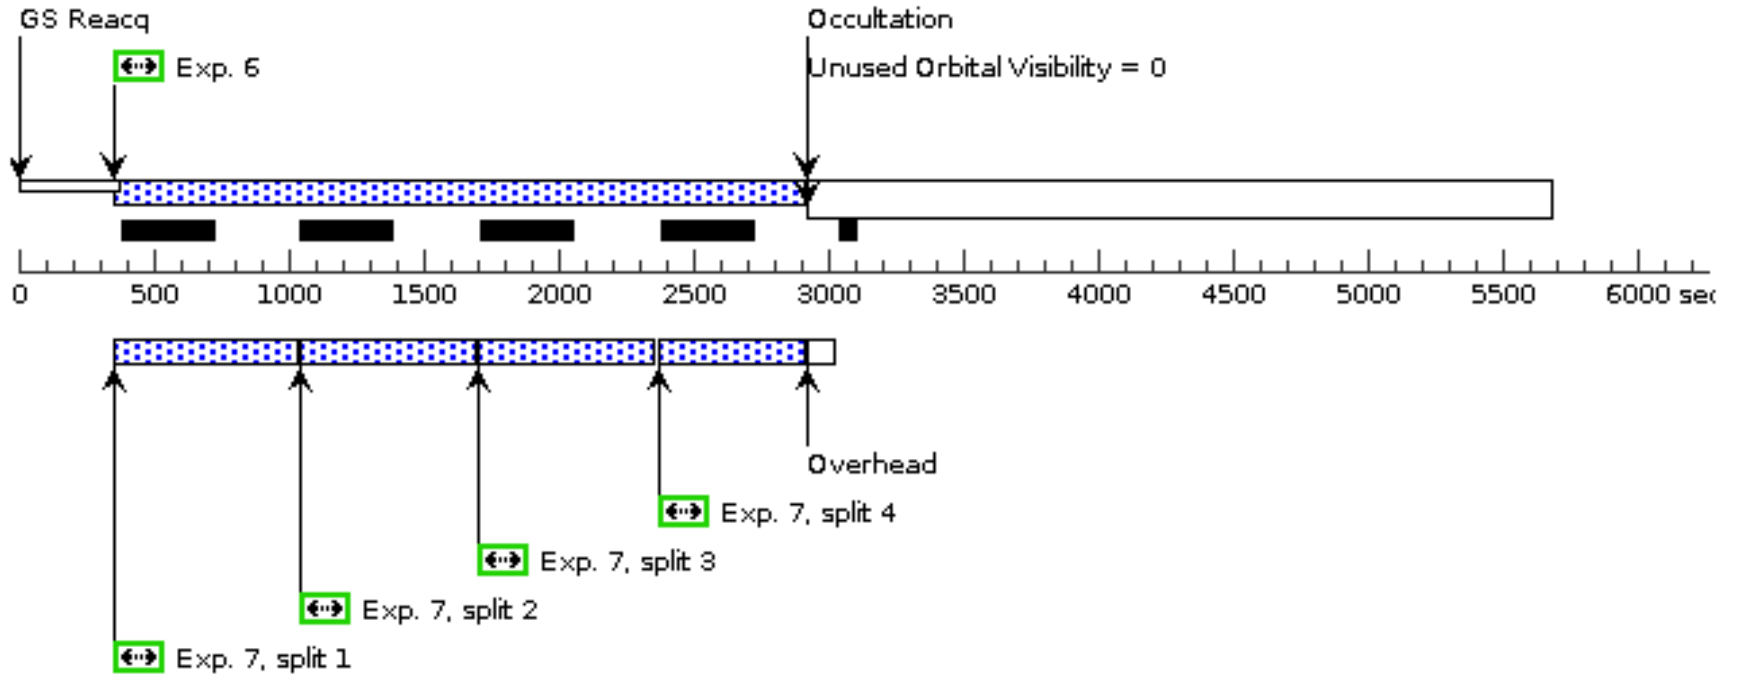 GS Reacq
Occultation
Exp. 6
Unused Orbital Visibility = 0
0 500 1000 1500 2000 2500 3000 3500 4000 4500 5000 5500 6000 sec
Overhead
Exp. 7, split 4
Exp. 7, split 3
Exp. 7, split 2
Exp. 7, split 1